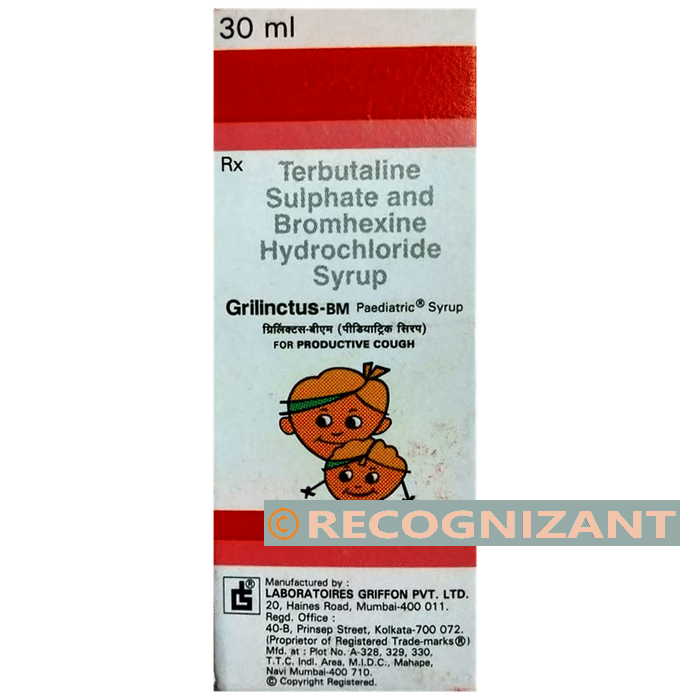 30 ml
Rx
Terbutaline
Sulphate and
Bromhexine
Hydrochloride
Syrup
Grilinctus-BM Paediatric® Syrup
ग्रिलिंक्टस-बीएम (पीडियाट्रिक सिरप)
FOR PRODUCTIVE COUGH
© RECOGNIZANT
®
Manufactured by :
LABORATOIRES GRIFFON PVT. LTD.
20, Haines Road, Mumbai-400 011.
Regd. Office :
40-B, Prinsep Street, Kolkata-700 072.
(Proprietor of Registered Trade-marks®)
Mfd. at : Plot No. A-328, 329, 330,
T.T.C. Indl. Area, M.I.D.C., Mahape,
Navi Mumbai-400 710.
© Copyright Registered.